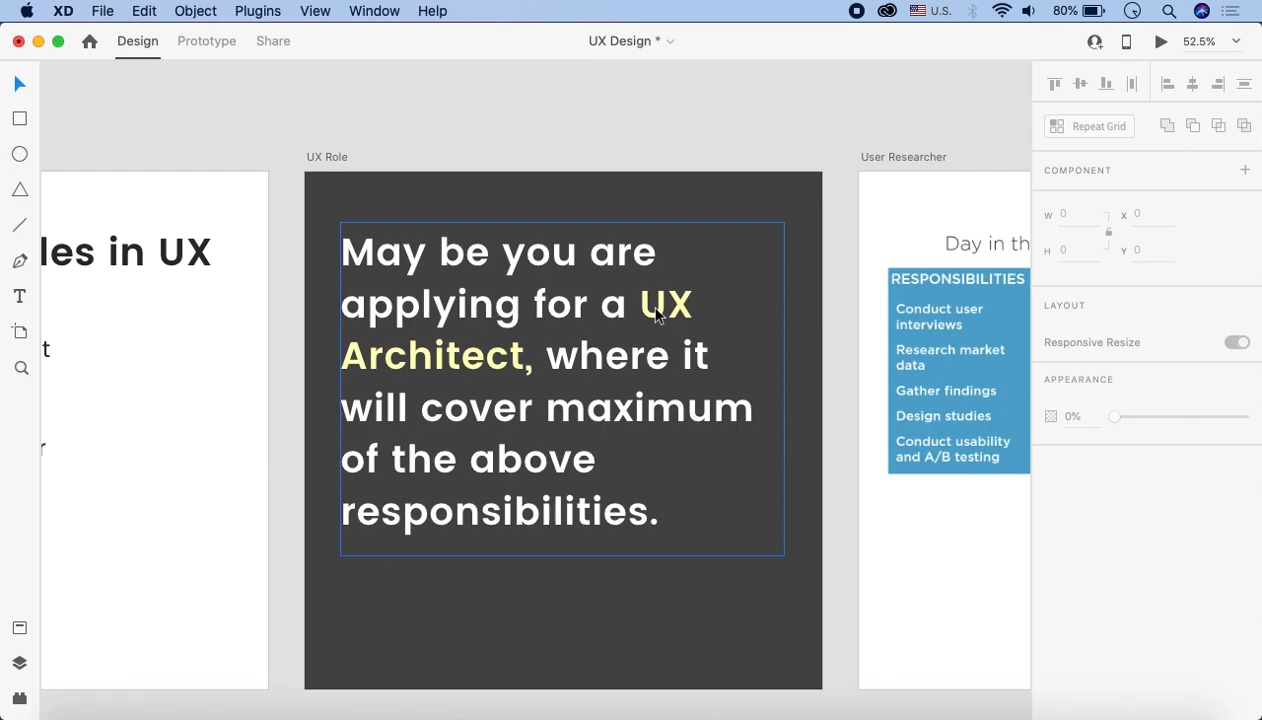 XD File Edit Object Plugins View Window Help U.S. 80%
Design Prototype Share UX Design * 52.5%
Repeat Grid
COMPONENT
W 0 X 0
H 0 Y 0
LAYOUT
Responsive Resize
APPEARANCE
0%
les in UX
t
r
UX Role
May be you are
applying for a UX
Architect, where it
will cover maximum
of the above
responsibilities.
User Researcher
Day in th
RESPONSIBILITIES
Conduct user
interviews
Research market
data
Gather findings
Design studies
Conduct usability
and A/B testing